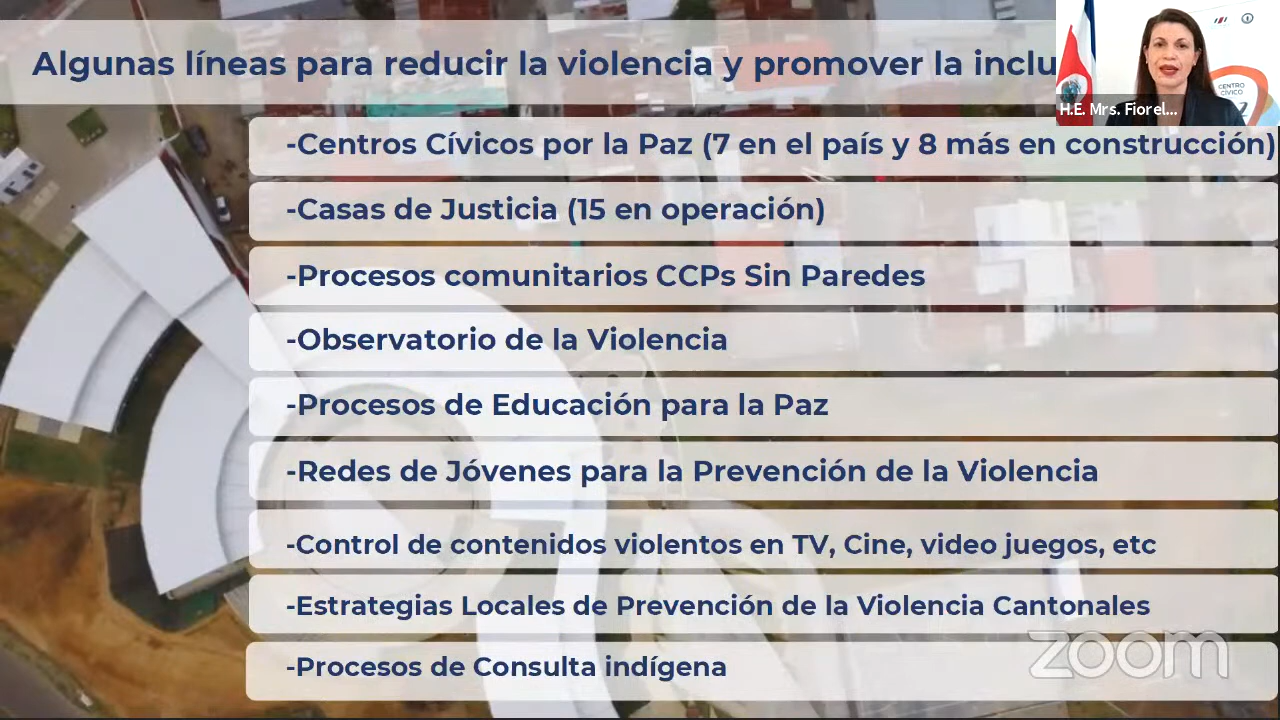 Algunas líneas para reducir la violencia y promover la inclu
CENTRO
CÍVICO
H.E. Mrs. Fiorel...
-Centros Cívicos por la Paz (7 en el país y 8 más en construcción)
-Casas de Justicia (15 en operación)
-Procesos comunitarios CCPs Sin Paredes
-Observatorio de la Violencia
-Procesos de Educación para la Paz
-Redes de Jóvenes para la Prevención de la Violencia
-Control de contenidos violentos en TV, Cine, video juegos, etc
-Estrategias Locales de Prevención de la Violencia Cantonales
-Procesos de Consulta indígena
zoom